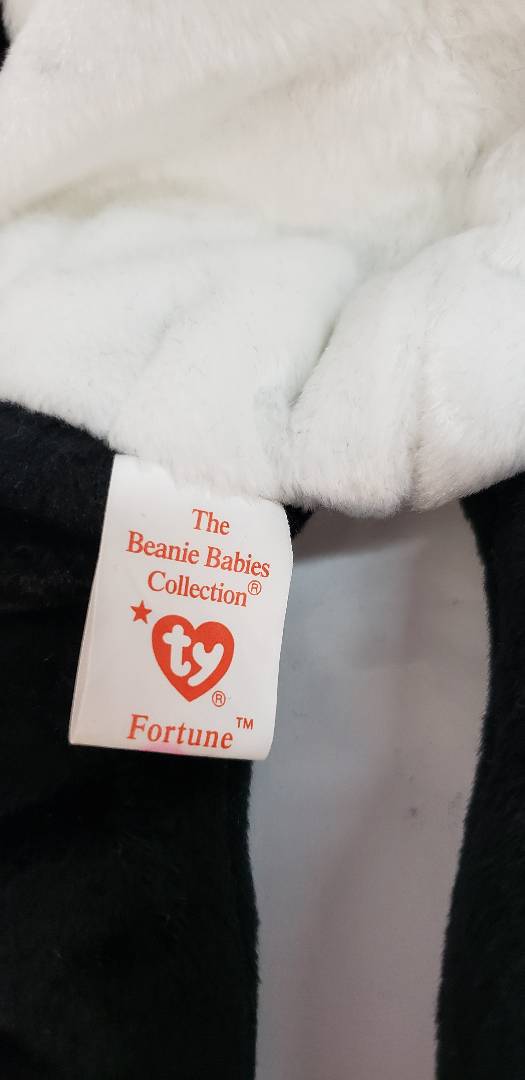 The
Beanie Babies
Collection®
ty®
Fortune™